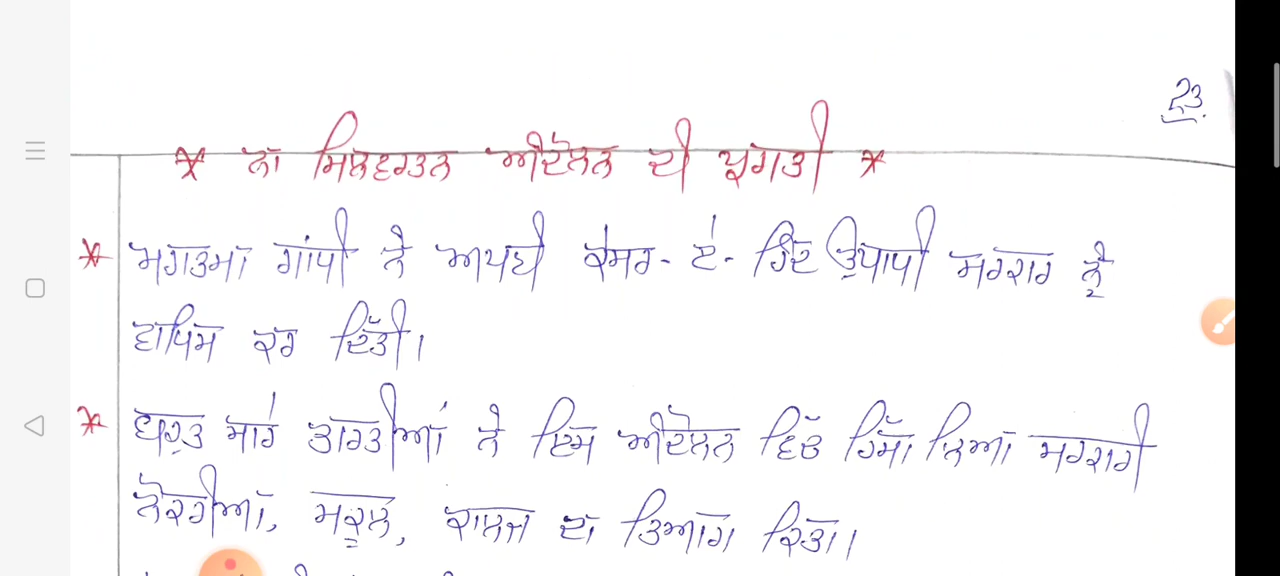 23.
* ਨਾ ਮਿਲਵਰਤਨ ਅੰਦੋਲਨ ਦੀ ਪ੍ਰਗਤੀ *
* ਮਹਾਤਮਾ ਗਾਂਧੀ ਨੇ ਅਪਣੀ ਕੇਸਰ-ਏ-ਹਿੰਦ ਉਪਾਧੀ ਸਰਕਾਰ ਨੂੰ
ਵਾਪਿਸ ਕਰ ਦਿੱਤੀ।
* ਬਹੁਤ ਸਾਰੇ ਭਾਰਤੀਆਂ ਨੇ ਇਸ ਅੰਦੋਲਨ ਵਿੱਚ ਹਿੱਸਾ ਲਿਆ ਸਰਕਾਰੀ
ਨੌਕਰੀਆਂ, ਸਕੂਲ, ਕਾਲਜ ਦਾ ਤਿਆਗ ਕਿਤਾ।